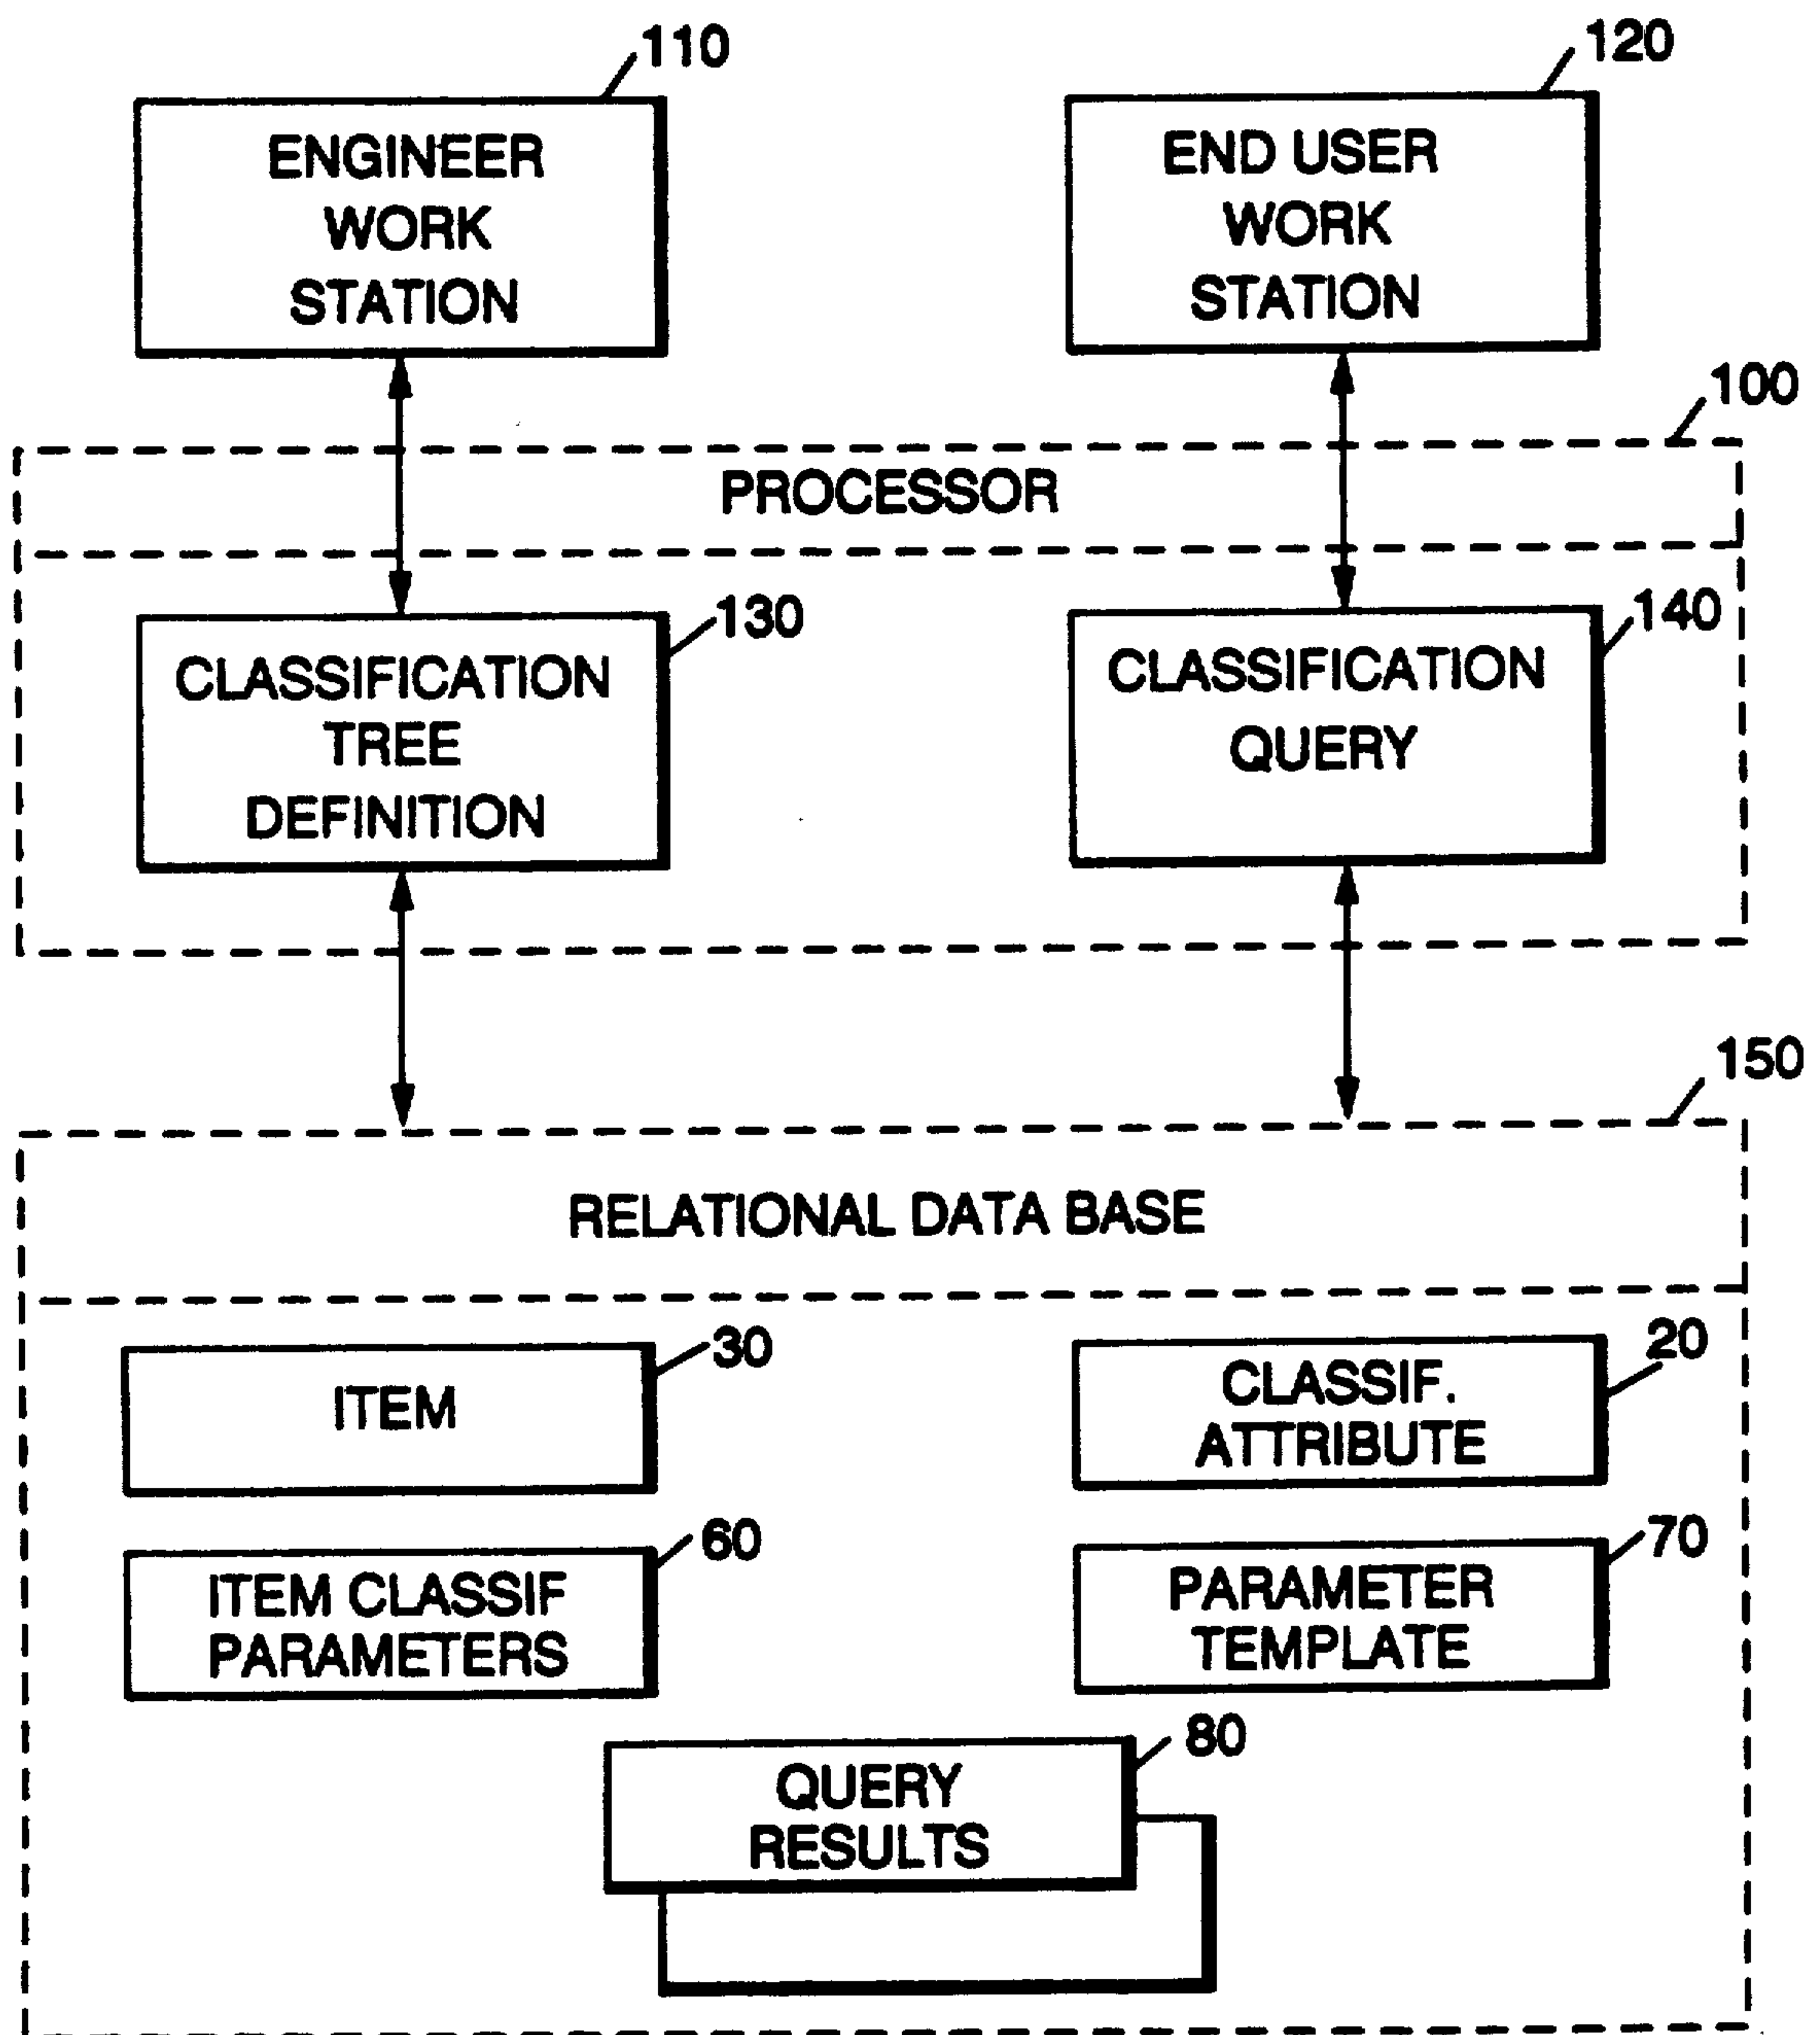 110
ENGINEER
WORK
STATION
120
END USER
WORK
STATION
100
PROCESSOR
130
CLASSIFICATION
TREE
DEFINITION
140
CLASSIFICATION
QUERY
150
RELATIONAL DATA BASE
30
ITEM
20
CLASSIF.
ATTRIBUTE
60
ITEM CLASSIF
PARAMETERS
70
PARAMETER
TEMPLATE
80
QUERY
RESULTS